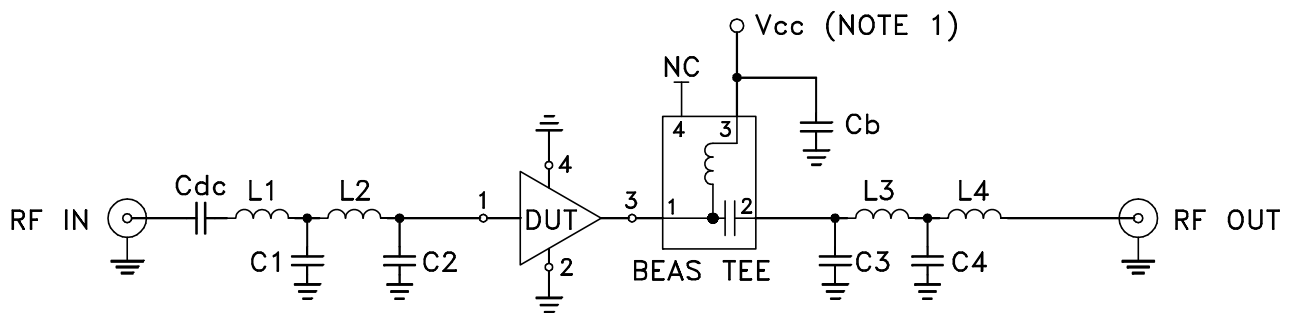 Vcc (NOTE 1)
NC
4
3
Cb
Cdc
L1
L2
4
L3
L4
RF IN
1
DUT
3
1
2
RF OUT
C1
C2
2
BEAS TEE
C3
C4